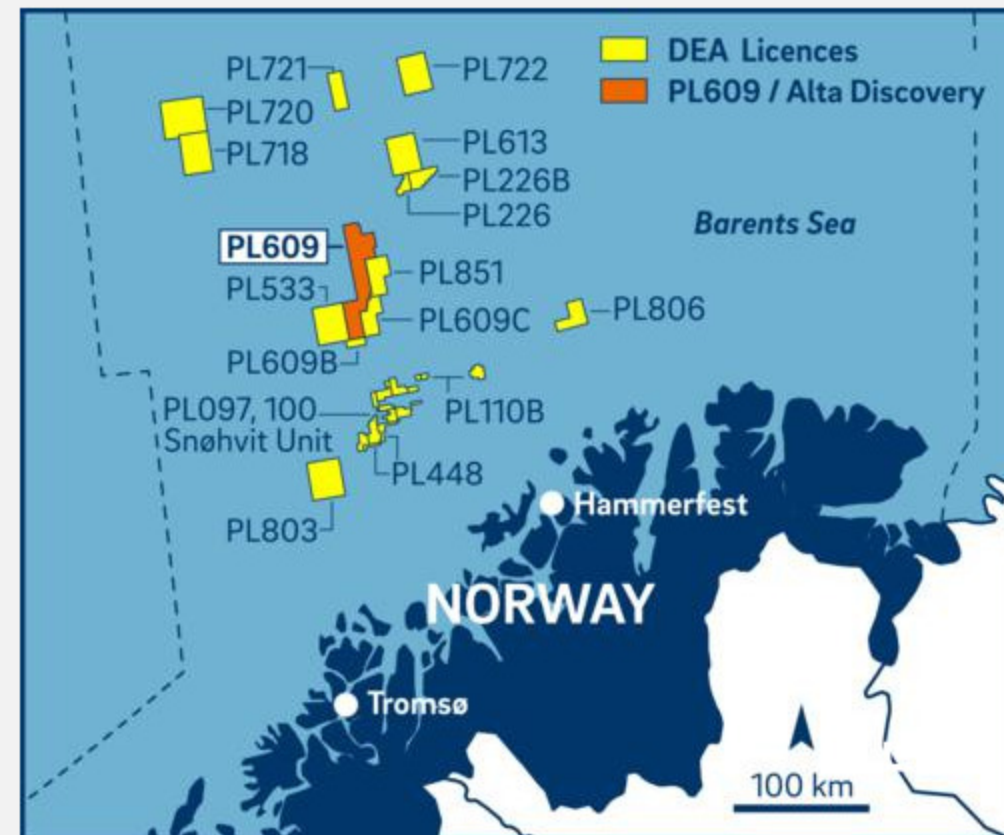 DEA Licences
PL609 / Alta Discovery
PL721
PL722
PL720
PL718
PL613
PL226B
PL226
Barents Sea
PL609
PL851
PL533
PL806
PL609C
PL609B
PL097, 100
Snøhvit Unit
PL110B
PL448
PL803
Hammerfest
NORWAY
Tromsø
100 km